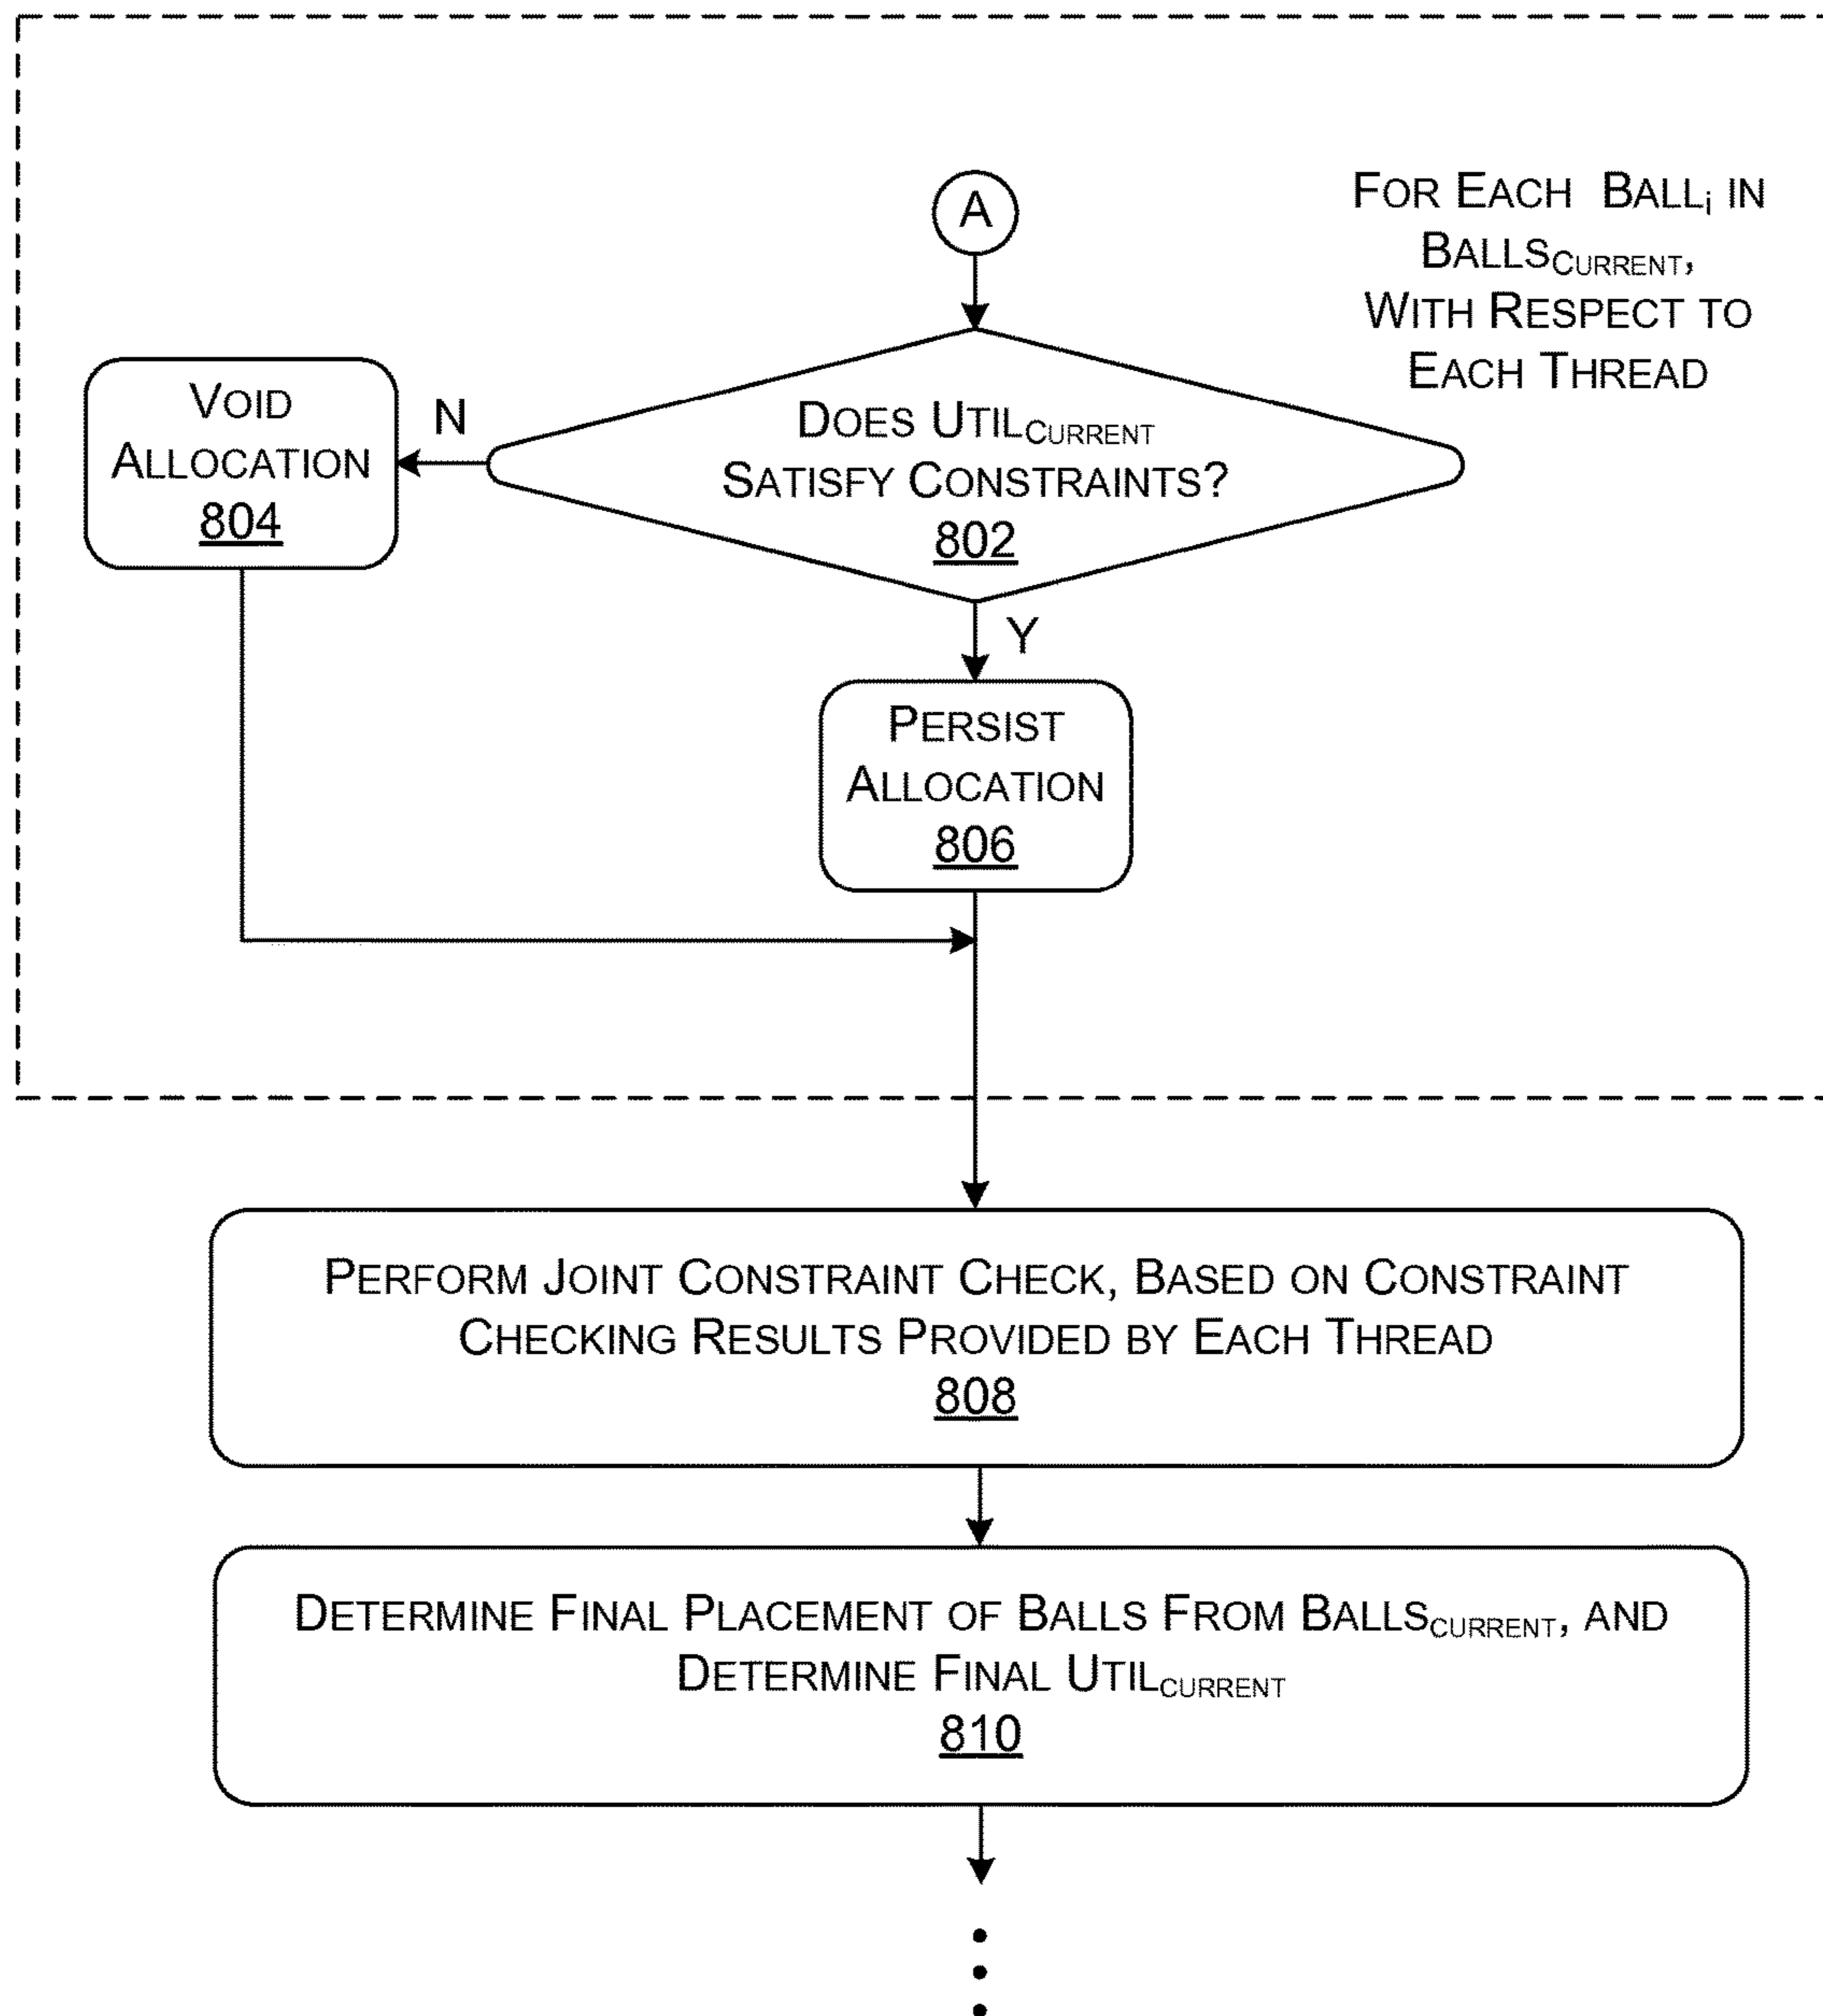 A
FOR EACH BALLi IN
BALLSCURRENT,
WITH RESPECT TO
EACH THREAD
VOID
ALLOCATION
804
N
DOES UTILCURRENT
SATISFY CONSTRAINTS?
802
Y
PERSIST
ALLOCATION
806
PERFORM JOINT CONSTRAINT CHECK, BASED ON CONSTRAINT
CHECKING RESULTS PROVIDED BY EACH THREAD
808
DETERMINE FINAL PLACEMENT OF BALLS FROM BALLSCURRENT, AND
DETERMINE FINAL UTILCURRENT
810